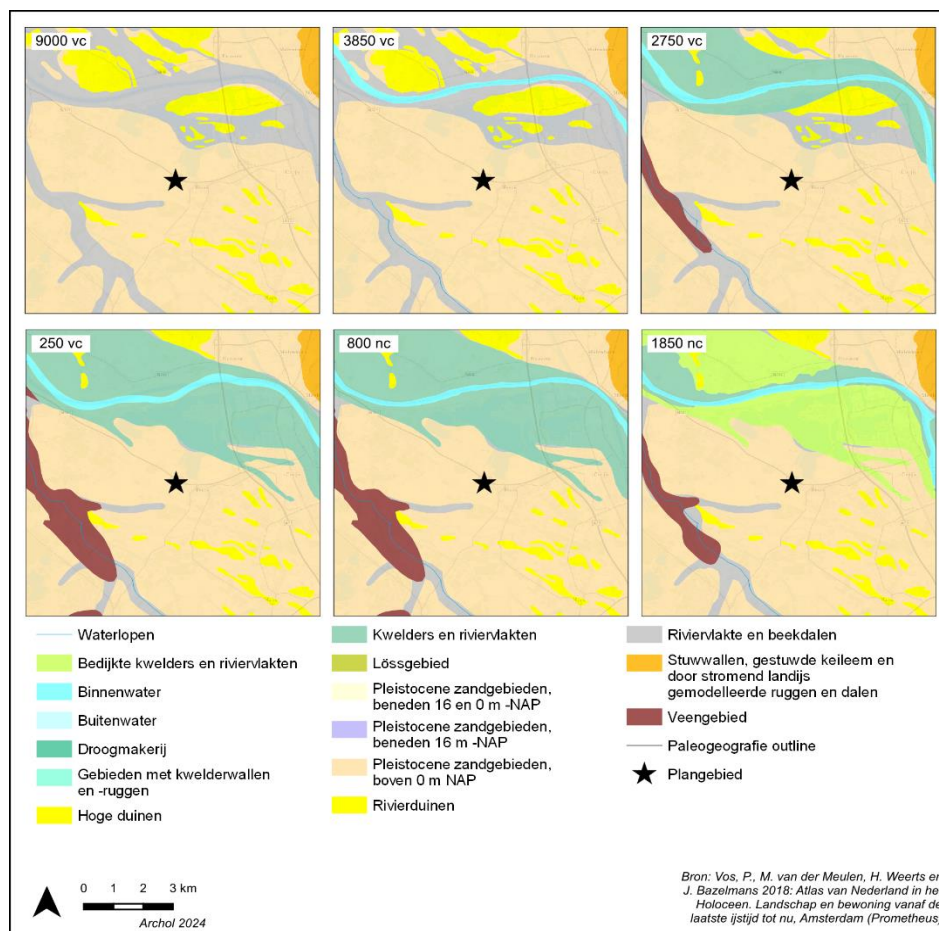 9000 vc
3850 vc
2750 vc
250 vc
800 nc
1850 nc
Waterlopen
Bedijkte kwelders en riviervlakten
Binnenwater
Buitenwater
Droogmakerij
Gebieden met kwelderwallen
en -ruggen
Hoge duinen
Kwelders en riviervlakten
Lössgebied
Pleistocene zandgebieden,
beneden 16 en 0 m -NAP
Pleistocene zandgebieden,
beneden 16 m -NAP
Pleistocene zandgebieden,
boven 0 m NAP
Rivierduinen
Riviervlakte en beekdalen
Stuwwallen, gestuwde keileem en
door stromend landijs
gemodelleerde ruggen en dalen
Veengebied
Paleogeografie outline
Plangebied
0 1 2 3 km
Archol 2024
Bron: Vos, P., M. van der Meulen, H. Weerts en
J. Bazelmans 2018: Atlas van Nederland in he
Holoceen. Landschap en bewoning vanaf de
laatste ijstijd tot nu, Amsterdam (Prometheus)